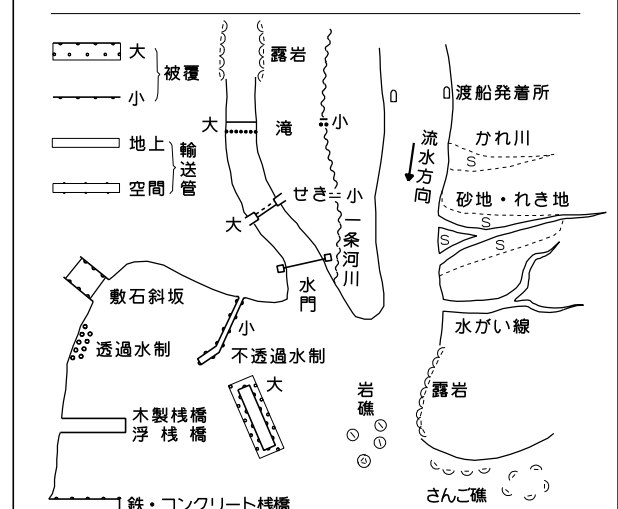 大
被覆
小
地上
空間
輸送管
露岩
大
滝
小
せき
小
大
一条河川
水門
渡船発着所
流水方向
かれ川
S
砂地・れき地
S
S
S
水がい線
敷石斜坂
透過水制
小
不透過水制
大
木製桟橋
浮桟橋
鉄・コンクリート桟橋
岩礁
露岩
さんご礁